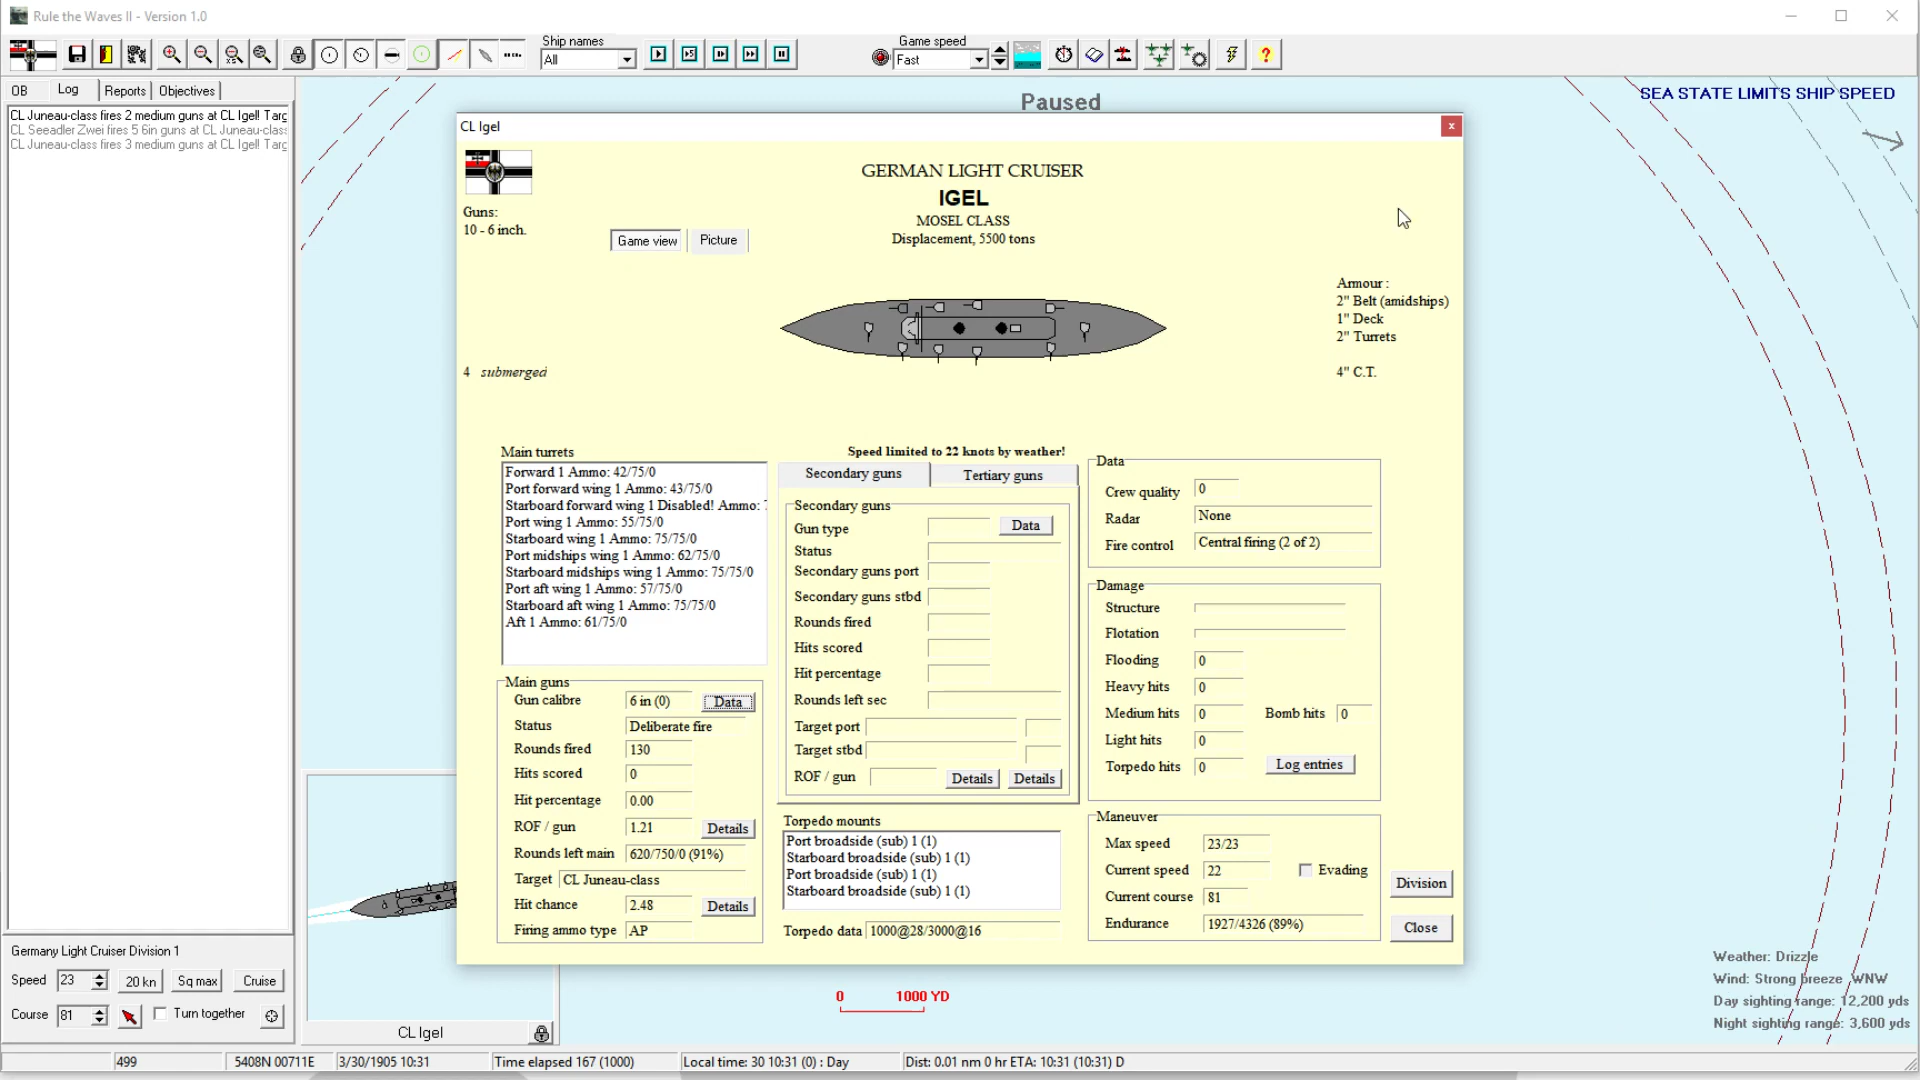 Rule the Waves II - Version 1.0
Ship names
All
Game speed
Fast
OB
Log
Reports
Objectives
CL Juneau-class fires 2 medium guns at CL Igel! Targ
CL Seeadler Zwei fires 5 6in guns at CL Juneau-class
CL Juneau-class fires 3 medium guns at CL Igel! Targ
Paused
SEA STATE LIMITS SHIP SPEED
CL Igel
GERMAN LIGHT CRUISER
IGEL
MOSEL CLASS
Displacement, 5500 tons
Guns:
10 - 6 inch.
Game view
Picture
Armour :
2" Belt (amidships)
1" Deck
2" Turrets
4" C.T.
4 submerged
Main turrets
Forward 1 Ammo: 42/75/0
Port forward wing 1 Ammo: 43/75/0
Starboard forward wing 1 Disabled! Ammo:
Port wing 1 Ammo: 55/75/0
Starboard wing 1 Ammo: 75/75/0
Port midships wing 1 Ammo: 62/75/0
Starboard midships wing 1 Ammo: 75/75/0
Port aft wing 1 Ammo: 57/75/0
Starboard aft wing 1 Ammo: 75/75/0
Aft 1 Ammo: 61/75/0
Main guns
Gun calibre 6 in (0) Data
Status Deliberate fire
Rounds fired 130
Hits scored 0
Hit percentage 0.00
ROF / gun 1.21 Details
Rounds left main 620/750/0 (91%)
Target CL Juneau-class
Hit chance 2.48 Details
Firing ammo type AP
Speed limited to 22 knots by weather!
Secondary guns
Tertiary guns
Secondary guns
Gun type Data
Status
Secondary guns port
Secondary guns stbd
Rounds fired
Hits scored
Hit percentage
Rounds left sec
Target port
Target stbd
ROF / gun Details Details
Torpedo mounts
Port broadside (sub) 1 (1)
Starboard broadside (sub) 1 (1)
Port broadside (sub) 1 (1)
Starboard broadside (sub) 1 (1)
Torpedo data 1000@28/3000@16
Data
Crew quality 0
Radar None
Fire control Central firing (2 of 2)
Damage
Structure
Flotation
Flooding 0
Heavy hits 0
Medium hits 0 Bomb hits 0
Light hits 0
Torpedo hits 0 Log entries
Maneuver
Max speed 23/23
Current speed 22 Evading
Current course 81
Endurance 1927/4326 (89%)
Division
Close
Germany Light Cruiser Division 1
Speed 23 20 kn Sq max Cruise
Course 81 Turn together
CL Igel
0 1000 YD
Weather: Drizzle
Wind: Strong breeze WNW
Day sighting range: 12,200 yds
Night sighting range: 3,600 yds
499 5408N 00711E 3/30/1905 10:31 Time elapsed 167 (1000) Local time: 30 10:31 (0) : Day Dist: 0.01 nm 0 hr ETA: 10:31 (10:31) D